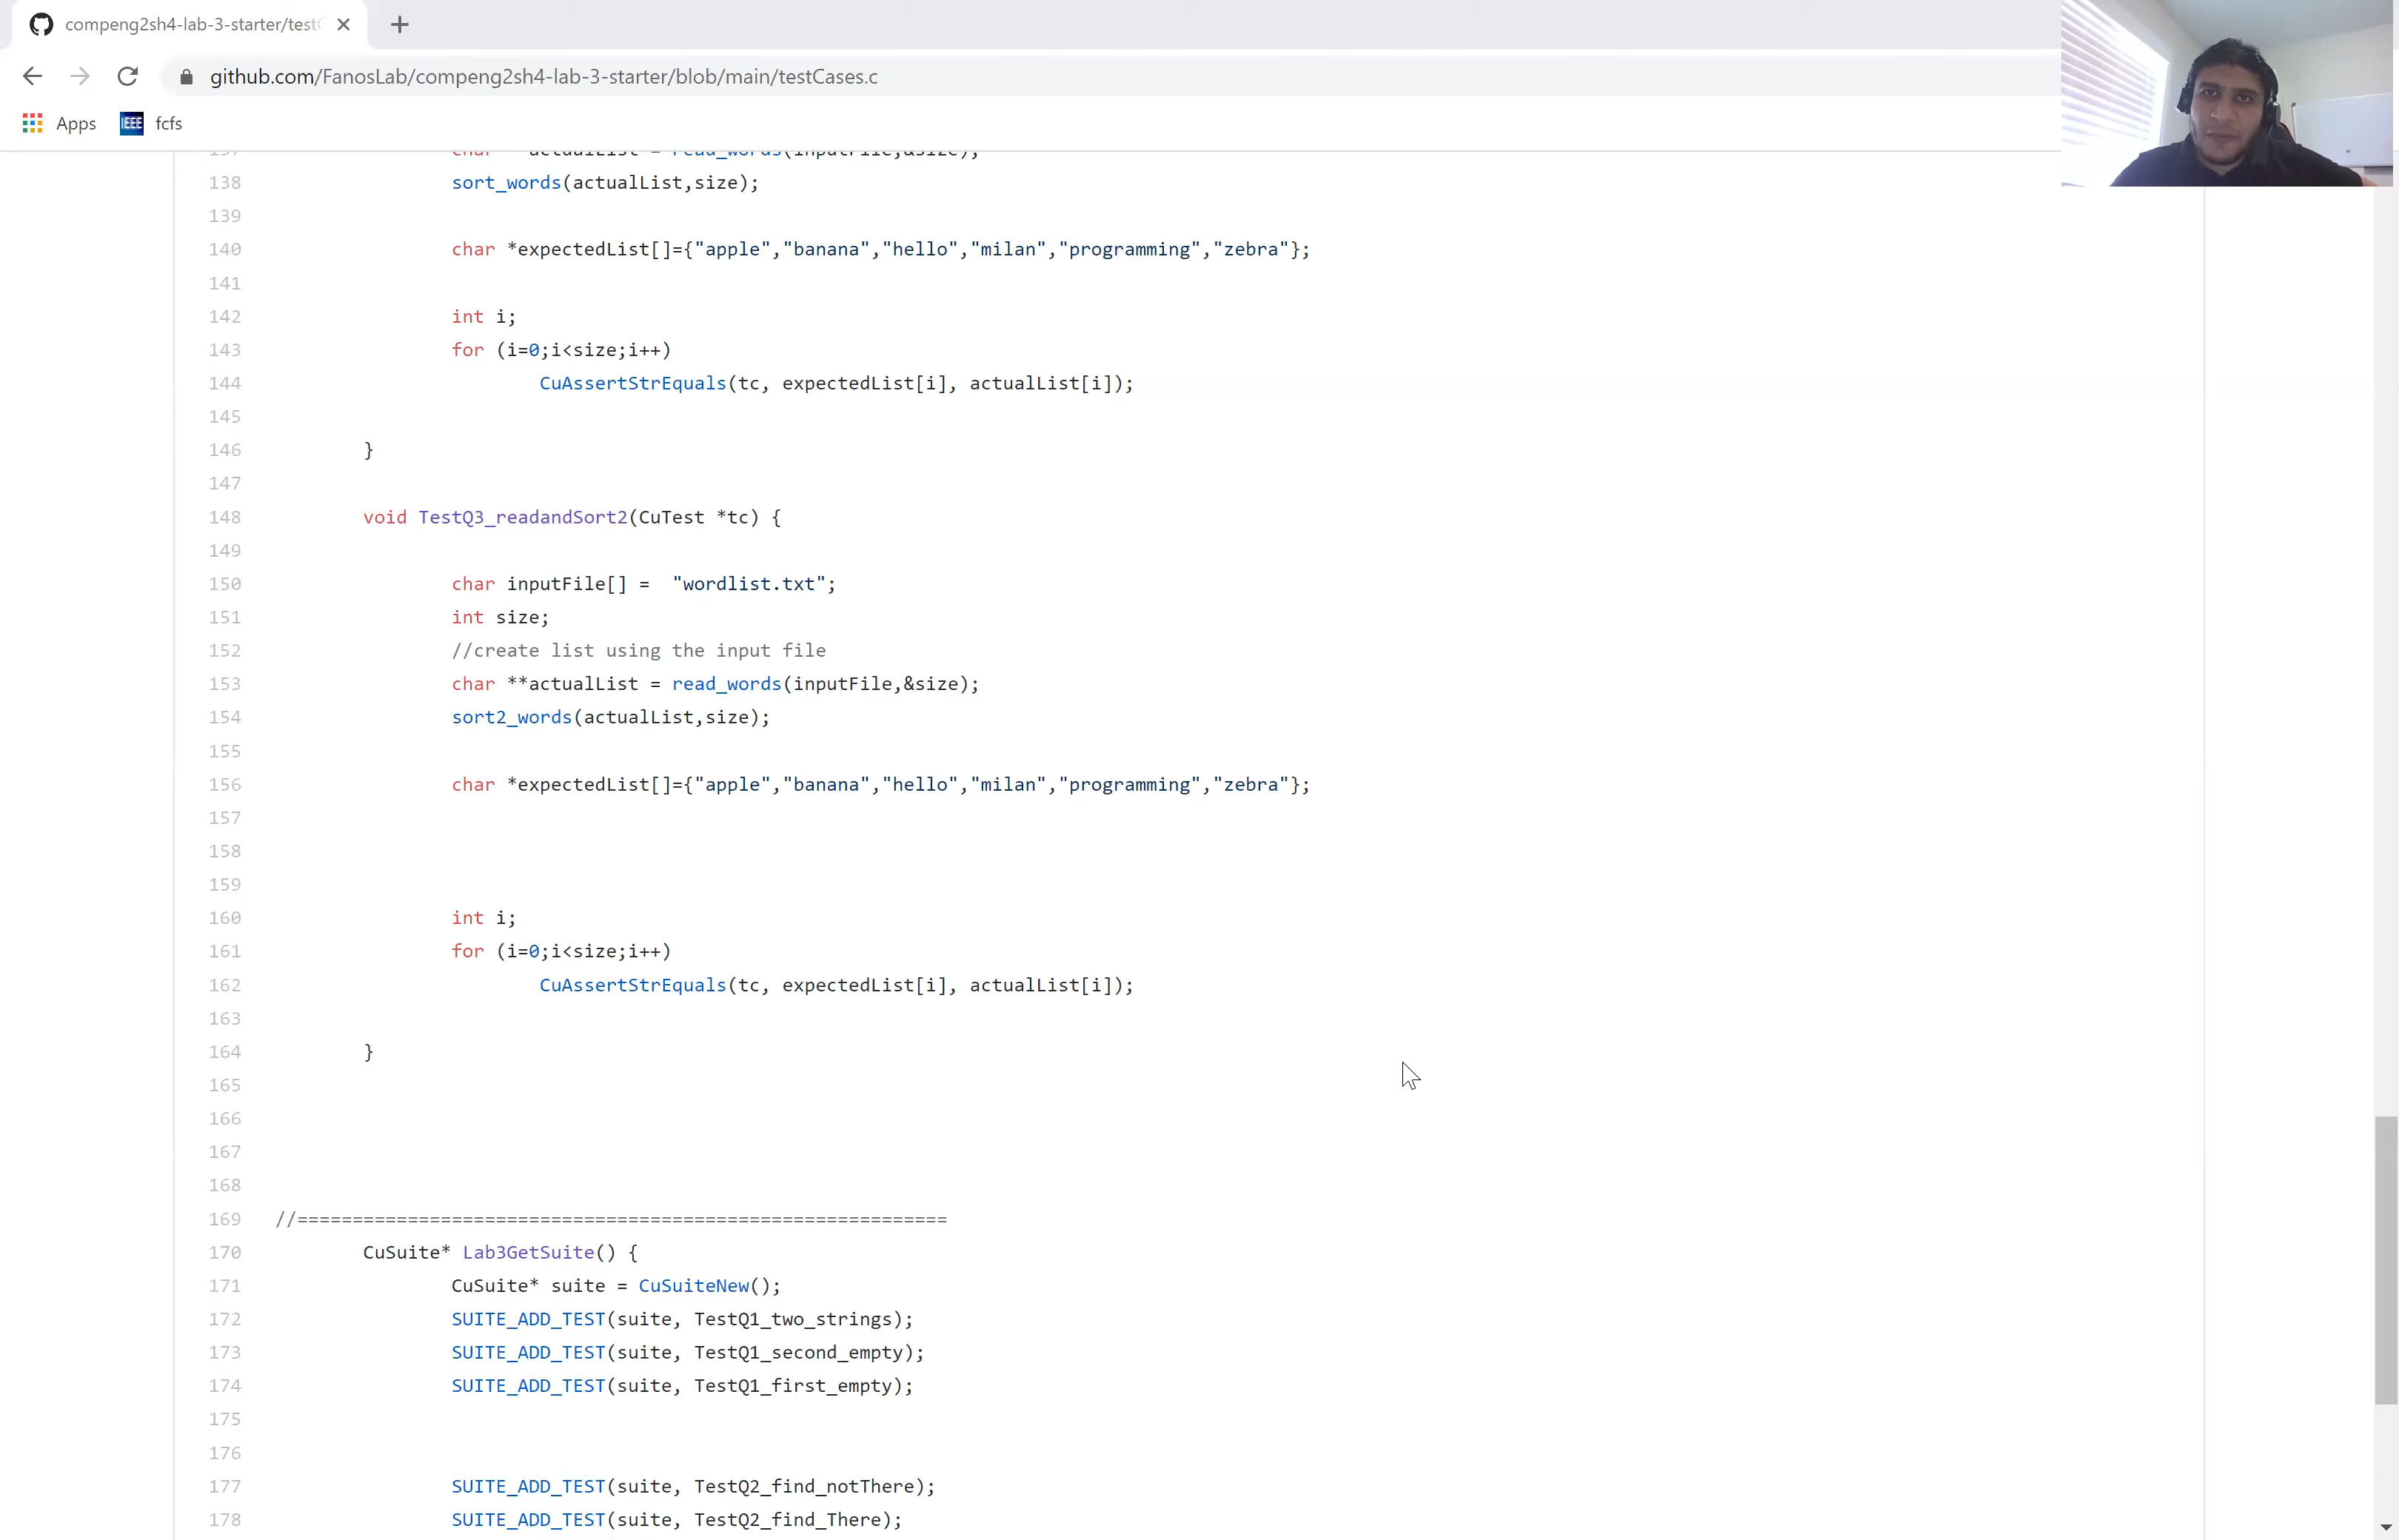 compeng2sh4-lab-3-starter/test
github.com/FanosLab/compeng2sh4-lab-3-starter/blob/main/testCases.c
Apps IEEE fcfs
137 char **actualList = read_words(inputFile,&size);
138 sort_words(actualList,size);
139
140 char *expectedList[]={"apple","banana","hello","milan","programming","zebra"};
141
142 int i;
143 for (i=0;i<size;i++)
144 CuAssertStrEquals(tc, expectedList[i], actualList[i]);
145
146 }
147
148 void TestQ3_readandSort2(CuTest *tc) {
149
150 char inputFile[] =  "wordlist.txt";
151 int size;
152 //create list using the input file
153 char **actualList = read_words(inputFile,&size);
154 sort2_words(actualList,size);
155
156 char *expectedList[]={"apple","banana","hello","milan","programming","zebra"};
157
158
159
160 int i;
161 for (i=0;i<size;i++)
162 CuAssertStrEquals(tc, expectedList[i], actualList[i]);
163
164 }
165
166
167
168
169 //===========================================================
170 CuSuite* Lab3GetSuite() {
171 CuSuite* suite = CuSuiteNew();
172 SUITE_ADD_TEST(suite, TestQ1_two_strings);
173 SUITE_ADD_TEST(suite, TestQ1_second_empty);
174 SUITE_ADD_TEST(suite, TestQ1_first_empty);
175
176
177 SUITE_ADD_TEST(suite, TestQ2_find_notThere);
178 SUITE_ADD_TEST(suite, TestQ2_find_There);